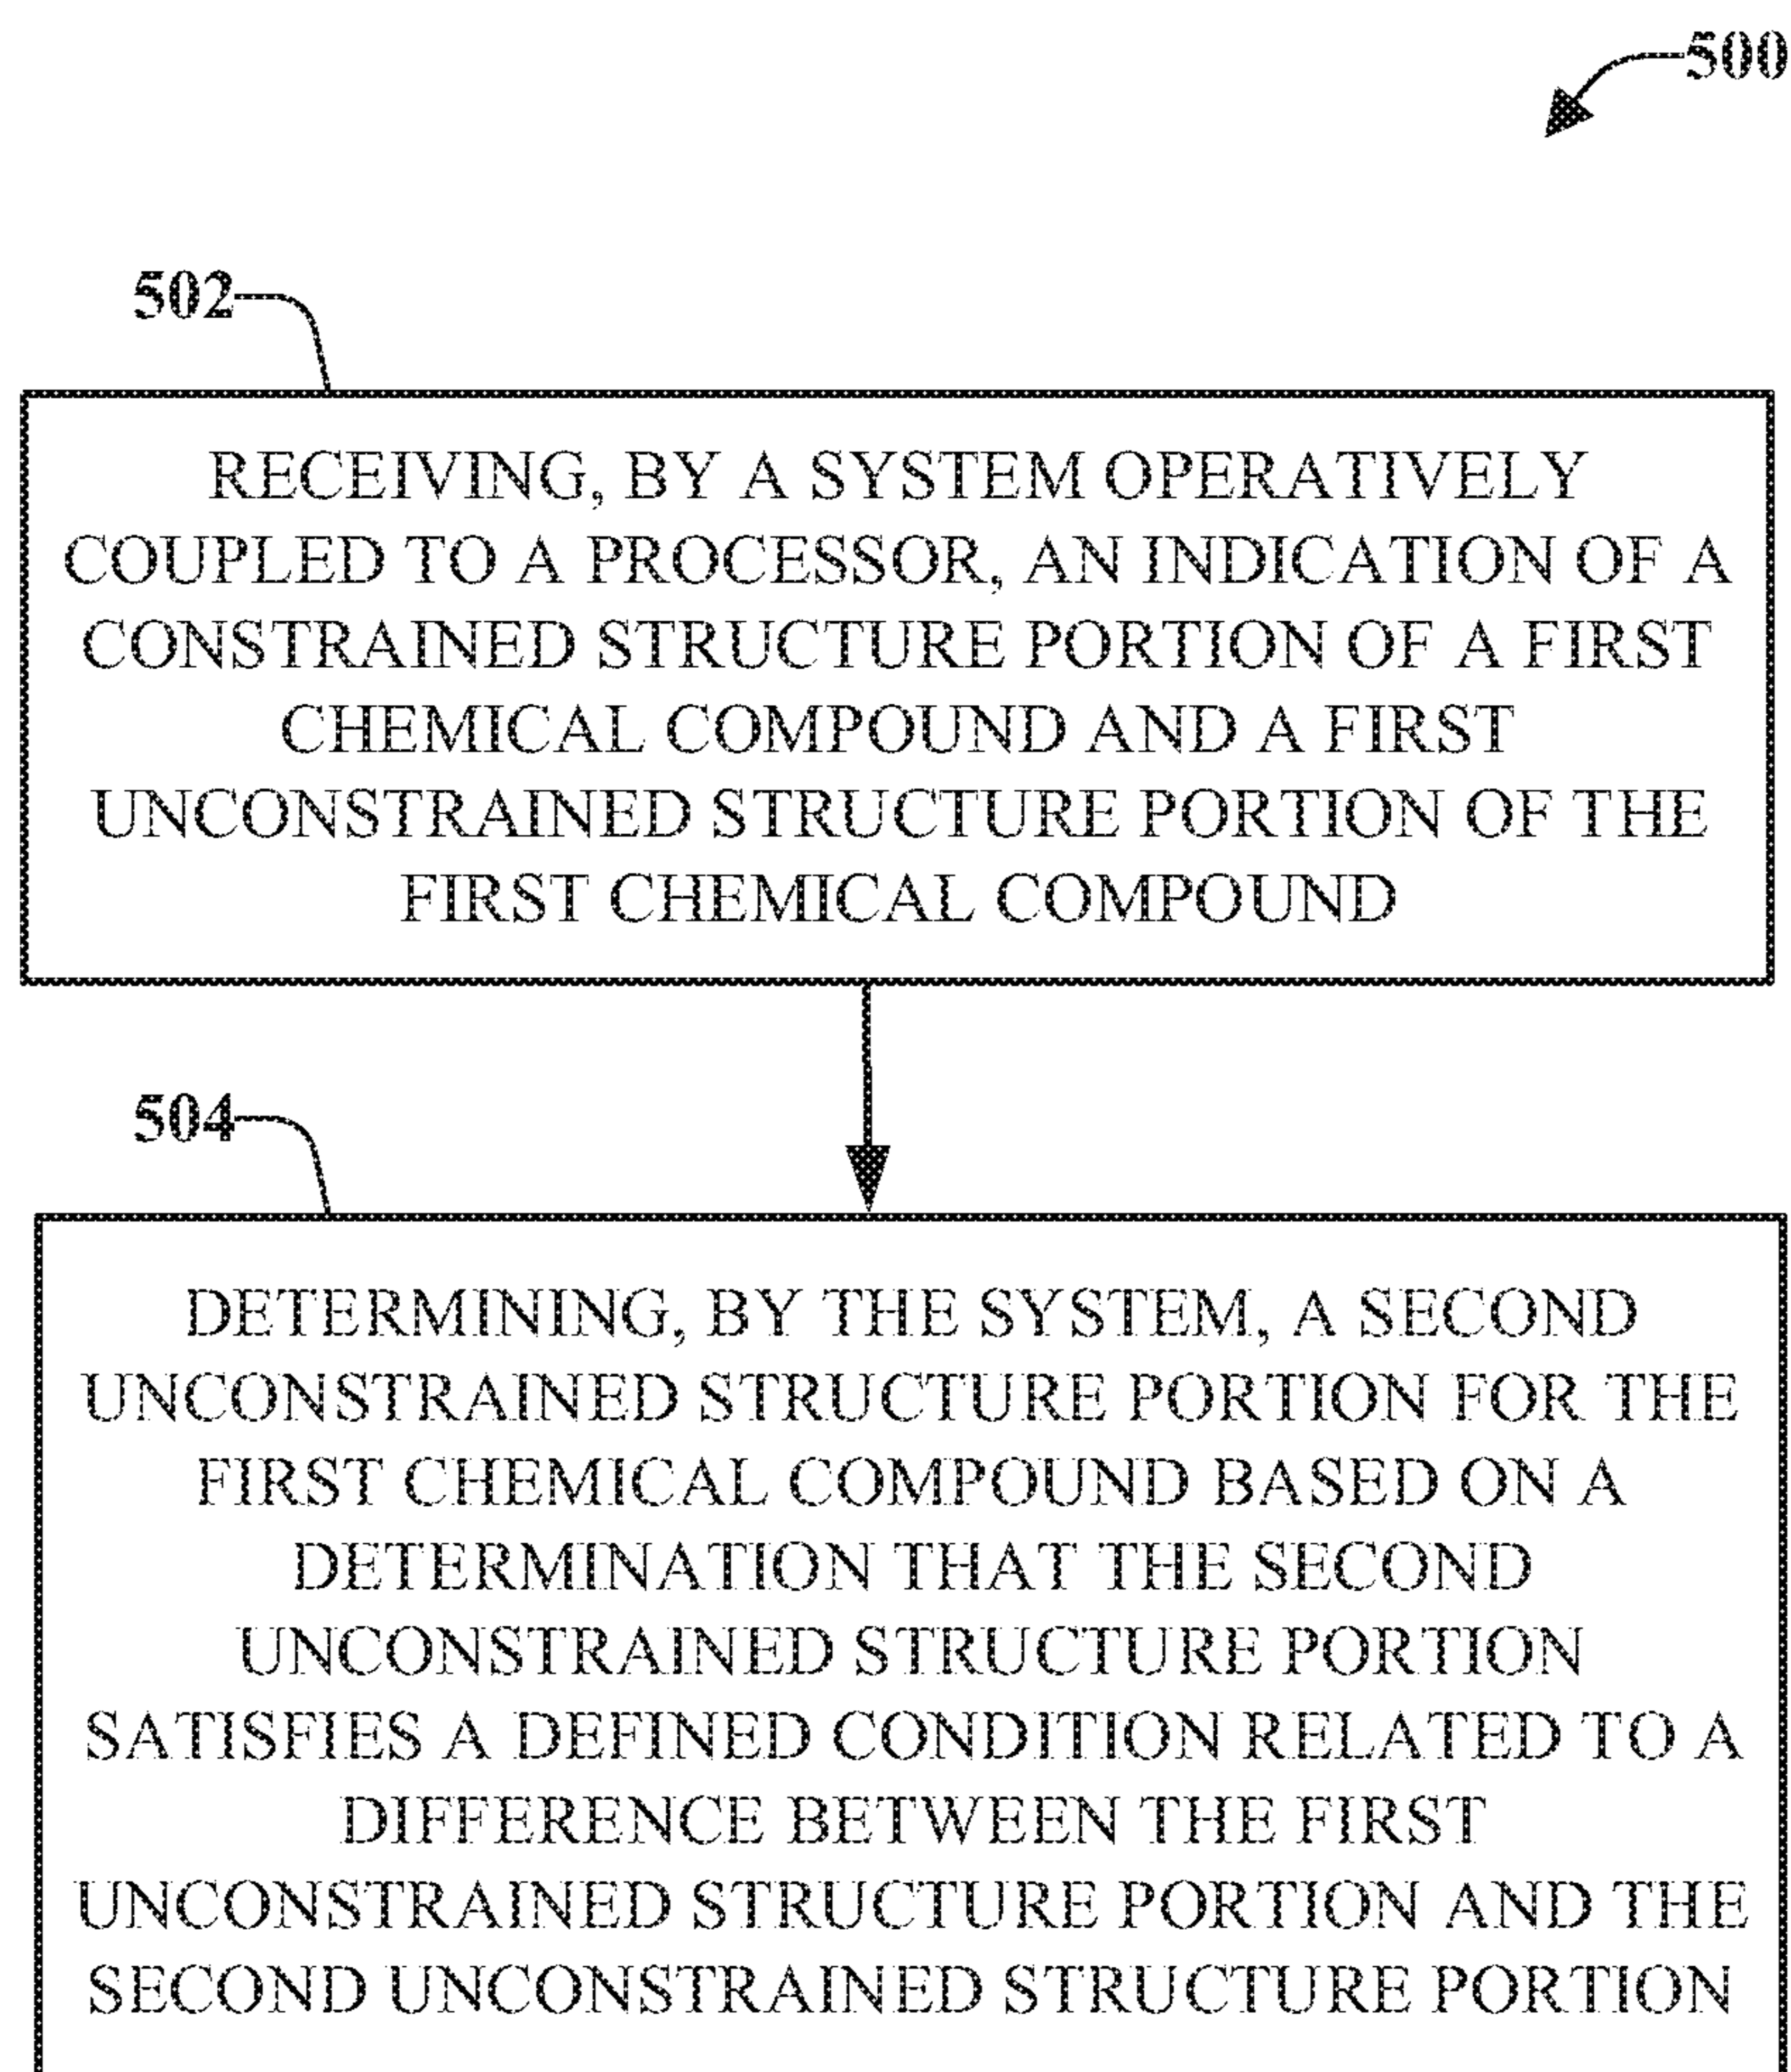 500
502
RECEIVING, BY A SYSTEM OPERATIVELY
COUPLED TO A PROCESSOR, AN INDICATION OF A
CONSTRAINED STRUCTURE PORTION OF A FIRST
CHEMICAL COMPOUND AND A FIRST
UNCONSTRAINED STRUCTURE PORTION OF THE
FIRST CHEMICAL COMPOUND
504
DETERMINING, BY THE SYSTEM, A SECOND
UNCONSTRAINED STRUCTURE PORTION FOR THE
FIRST CHEMICAL COMPOUND BASED ON A
DETERMINATION THAT THE SECOND
UNCONSTRAINED STRUCTURE PORTION
SATISFIES A DEFINED CONDITION RELATED TO A
DIFFERENCE BETWEEN THE FIRST
UNCONSTRAINED STRUCTURE PORTION AND THE
SECOND UNCONSTRAINED STRUCTURE PORTION